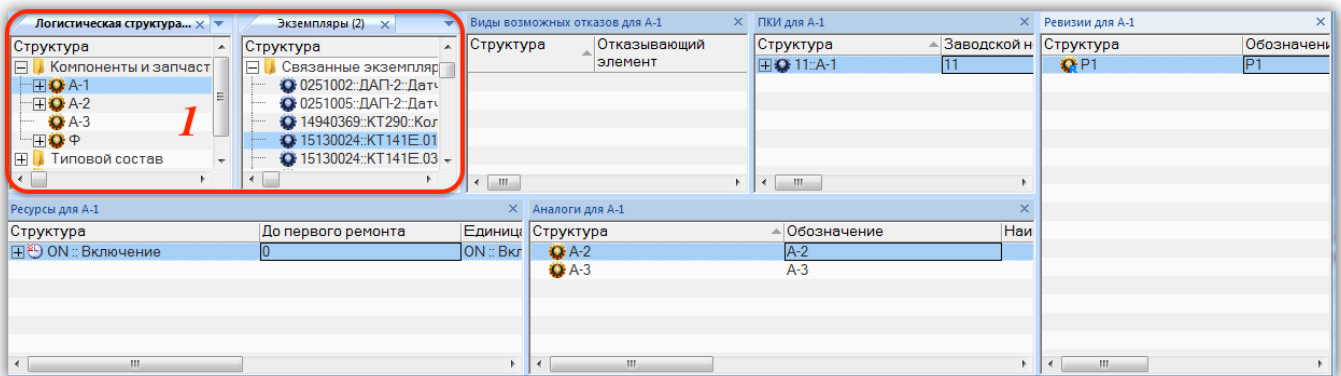 Логистическая структура...
Структура
Компоненты и запчаст
А-1
А-2
А-3
Ф
Типовой состав
1
Экземпляры (2)
Структура
Связанные экземпляр
0251002::ДАП-2::Датч
0251005::ДАП-2::Датч
14940369::КТ290::Кол
15130024::КТ141Е.01
15130024::КТ141Е.03
Виды возможных отказов для А-1
Структура Отказывающий элемент
ПКИ для А-1
Структура Заводской н
11::А-1 11
Ревизии для А-1
Структура Обозначени
Р1 Р1
Ресурсы для А-1
Структура До первого ремонта Единица
ON :: Включение 0 ON :: Вкл
Аналоги для А-1
Структура Обозначение Наи
А-2 А-2
А-3 А-3